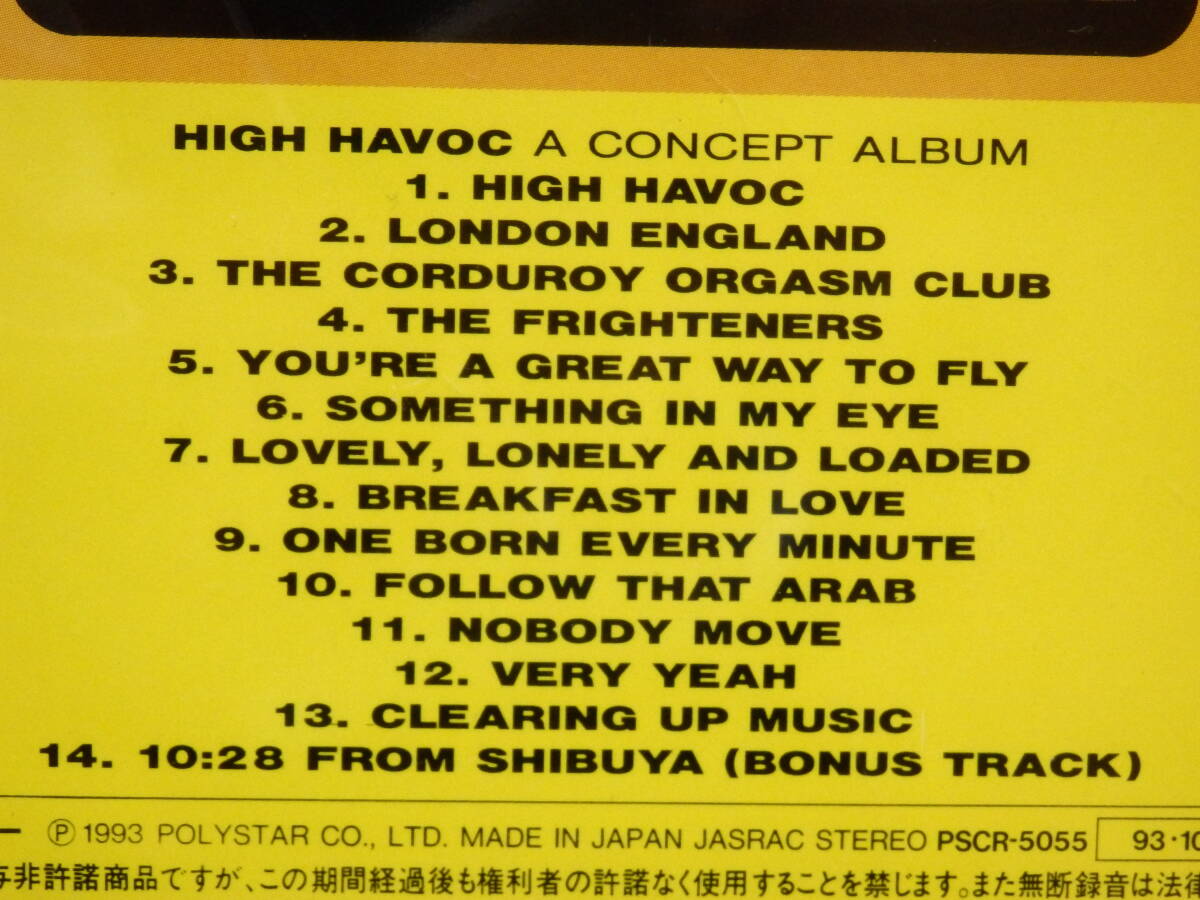 HIGH HAVOC A CONCEPT ALBUM
1. HIGH HAVOC
2. LONDON ENGLAND
3. THE CORDUROY ORGASM CLUB
4. THE FRIGHTENERS
5. YOU'RE A GREAT WAY TO FLY
6. SOMETHING IN MY EYE
7. LOVELY, LONELY AND LOADED
8. BREAKFAST IN LOVE
9. ONE BORN EVERY MINUTE
10. FOLLOW THAT ARAB
11. NOBODY MOVE
12. VERY YEAH
13. CLEARING UP MUSIC
14. 10:28 FROM SHIBUYA (BONUS TRACK)
ー Ⓟ 1993 POLYSTAR CO., LTD. MADE IN JAPAN JASRAC STEREO PSCR-5055 93・10
与非許諾商品ですが、この期間経過後も権利者の許諾なく使用することを禁じます。また無断録音は法律